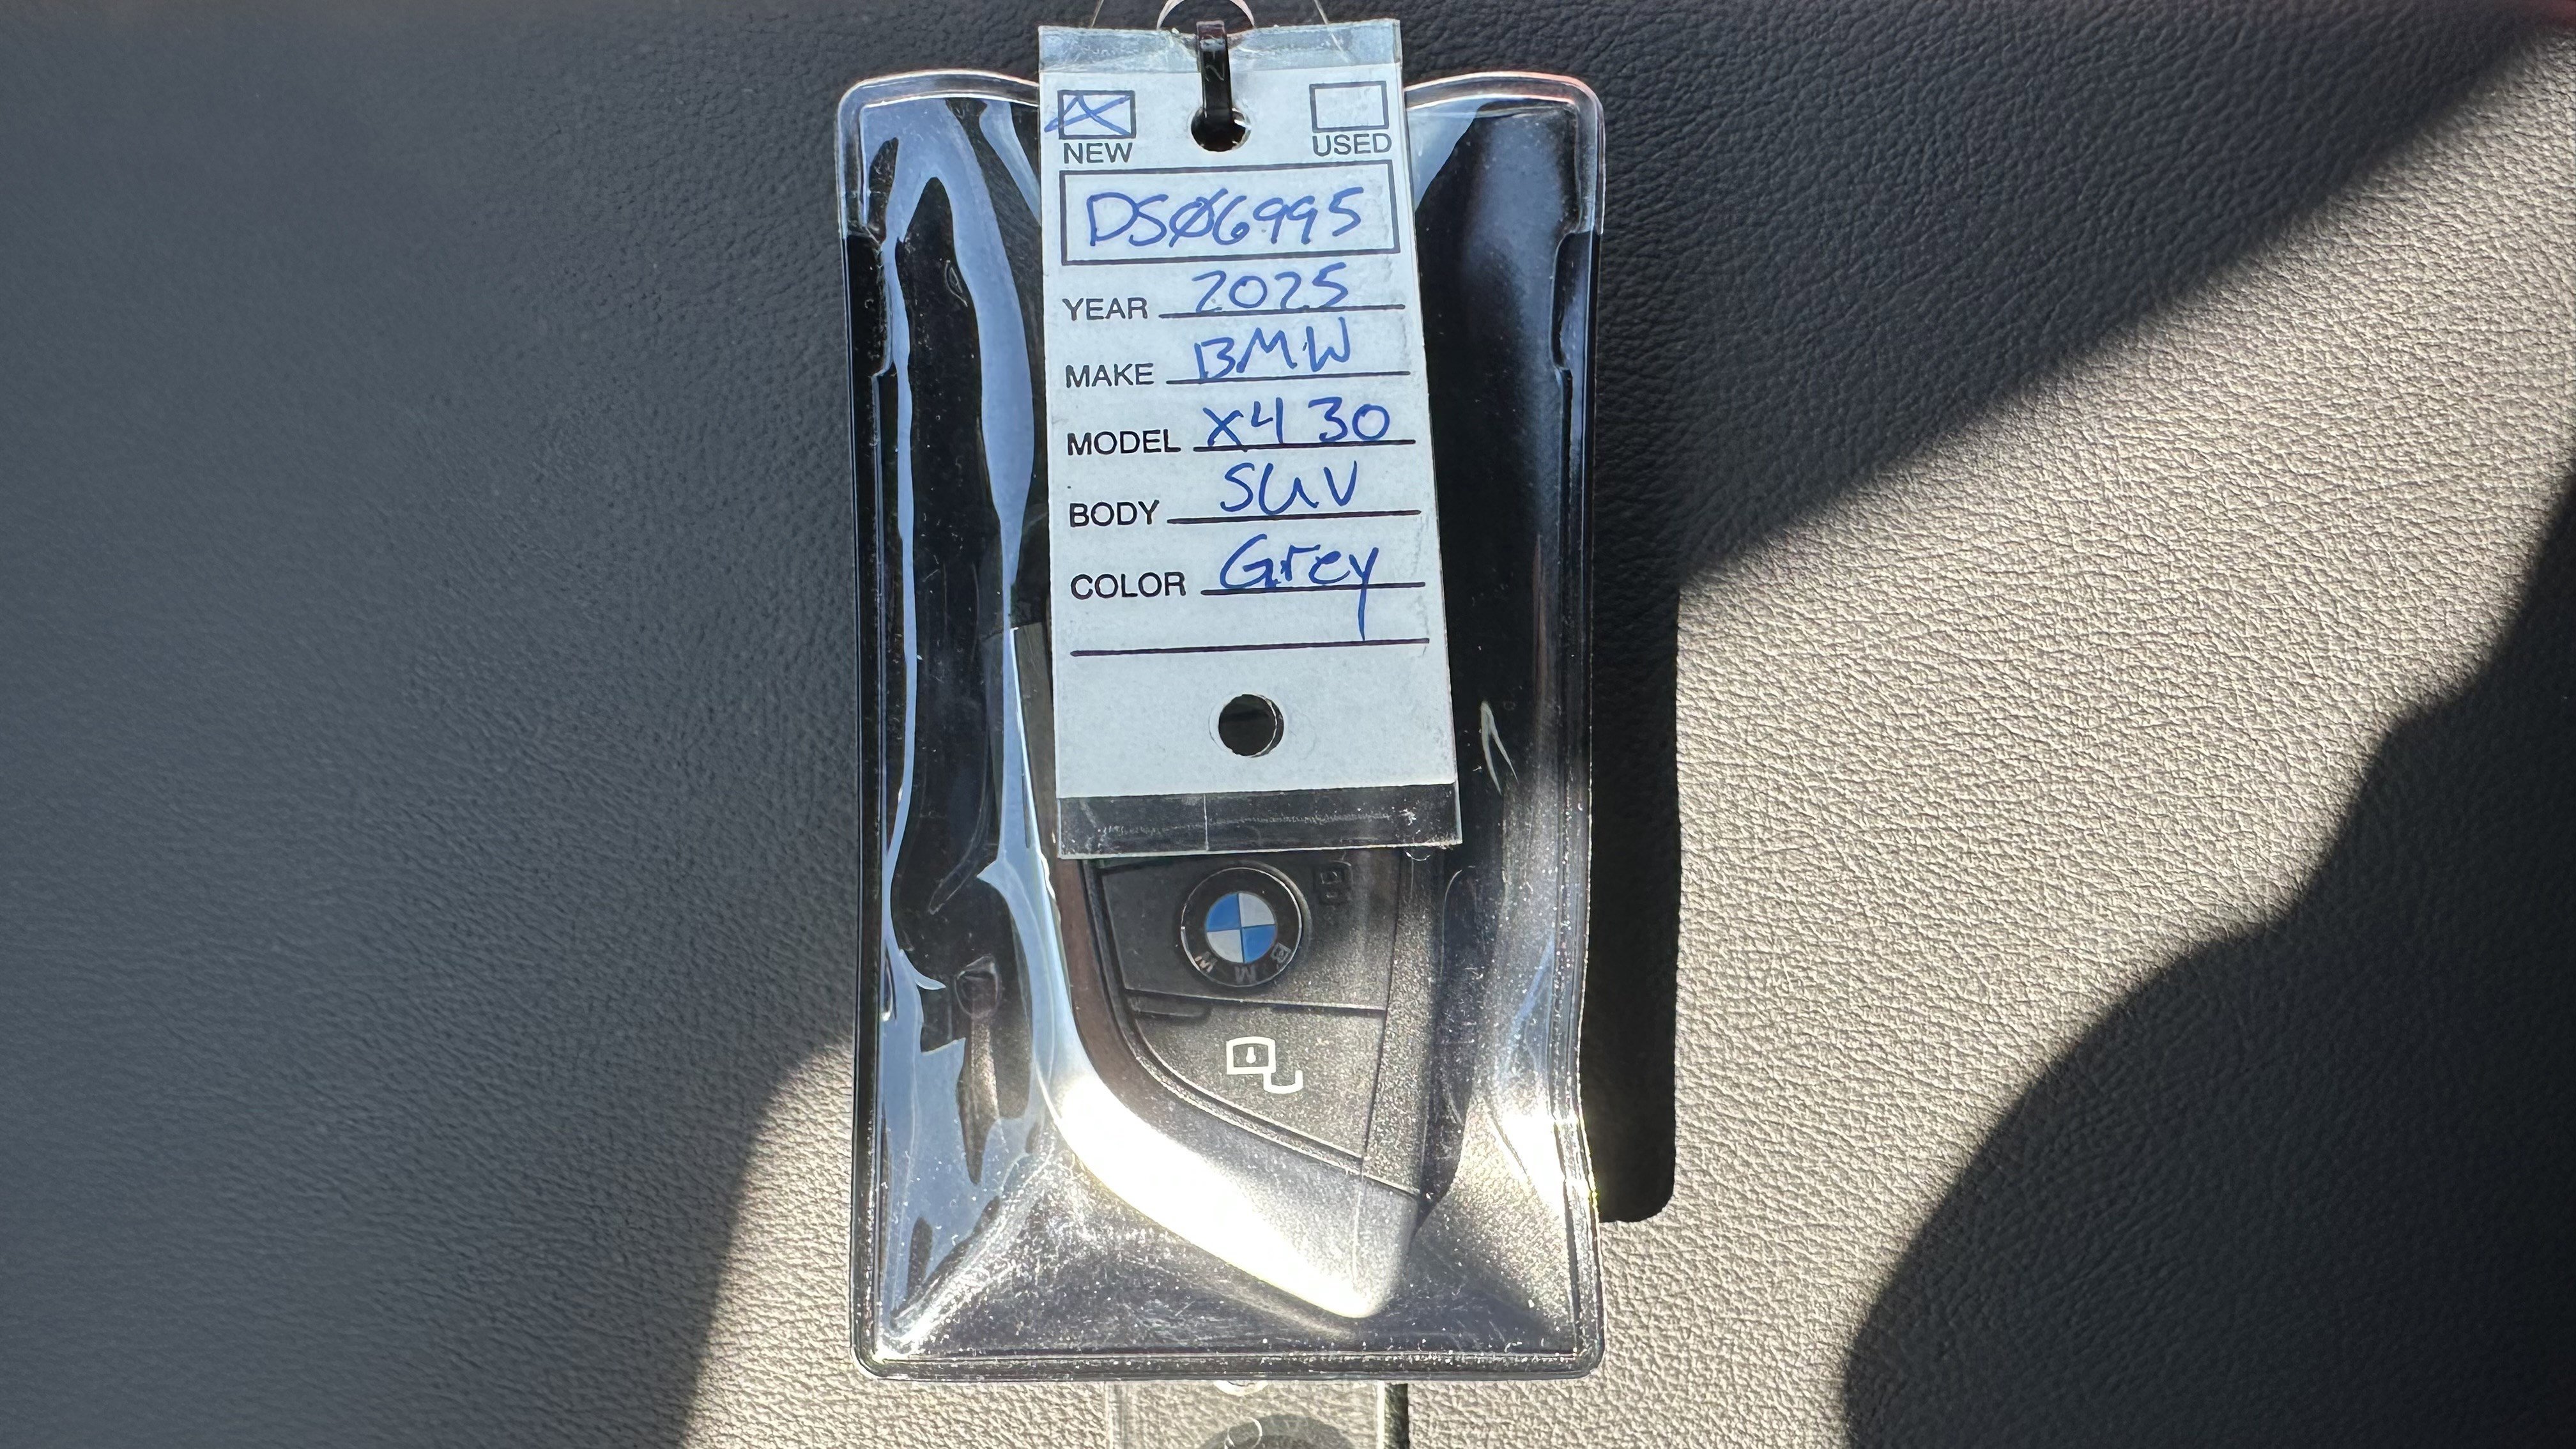 NEW USED
DSØ6995
YEAR 2025
MAKE BMW
MODEL X4 30
BODY SUV
COLOR Grey
BMW